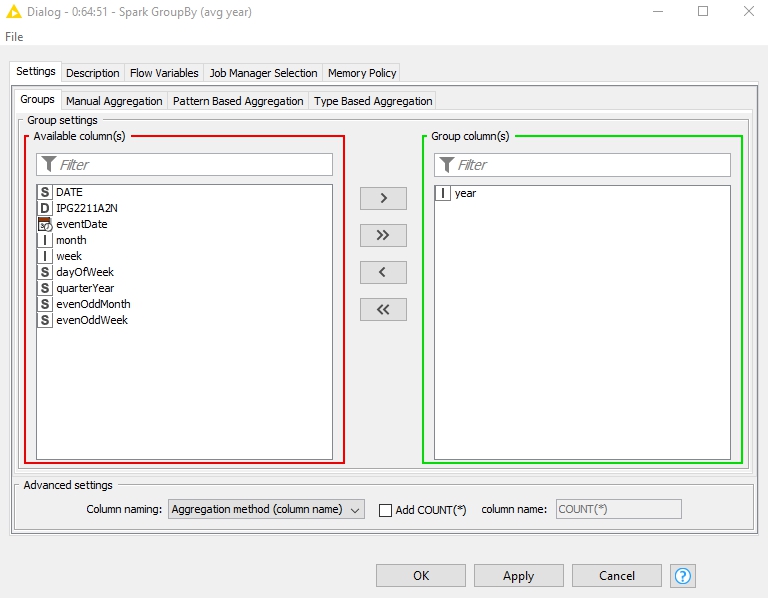 Dialog - 0:64:51 - Spark GroupBy (avg year)
File
Settings Description Flow Variables Job Manager Selection Memory Policy
Groups Manual Aggregation Pattern Based Aggregation Type Based Aggregation
Group settings
Available column(s)
Filter
S DATE
D IPG2211A2N
eventDate
I month
I week
S dayOfWeek
S quarterYear
S evenOddMonth
S evenOddWeek
>
>>
<
<<
Group column(s)
Filter
I year
Advanced settings
Column naming: Aggregation method (column name) Add COUNT(*) column name: COUNT(*)
OK Apply Cancel ?